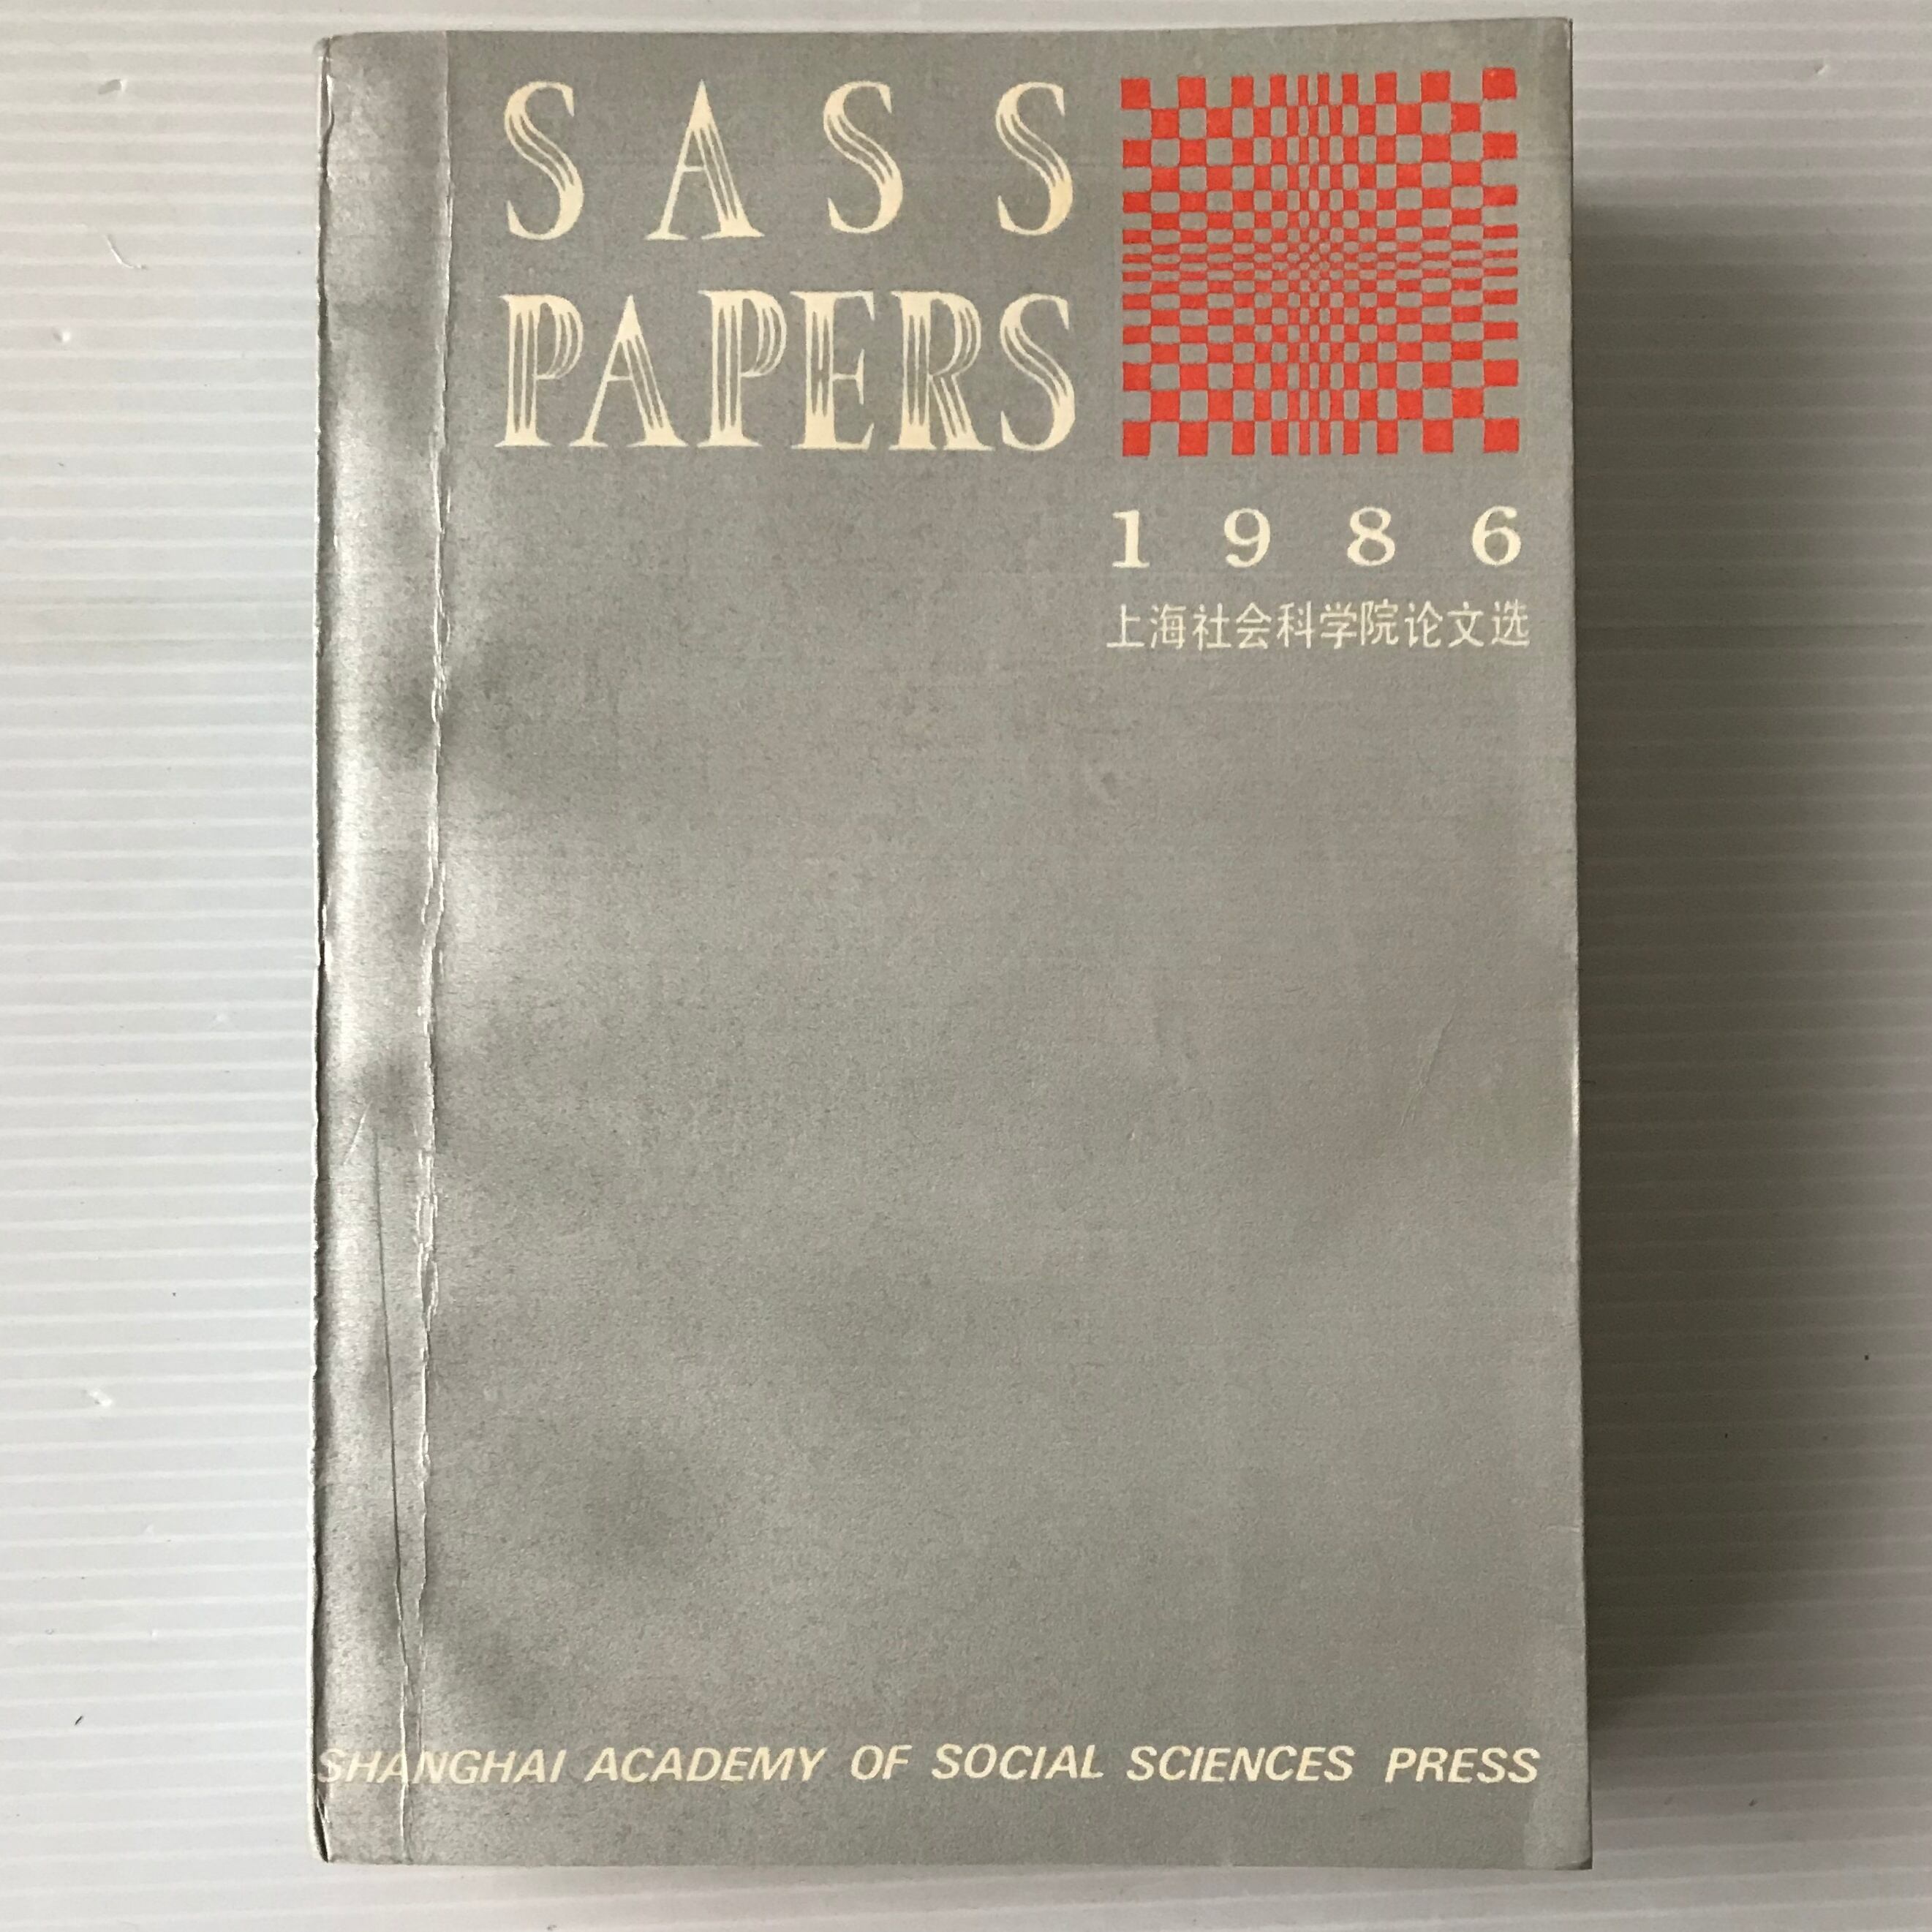 SASS
PAPERS
1986
上海社会科学院论文选
SHANGHAI ACADEMY OF SOCIAL SCIENCES PRESS